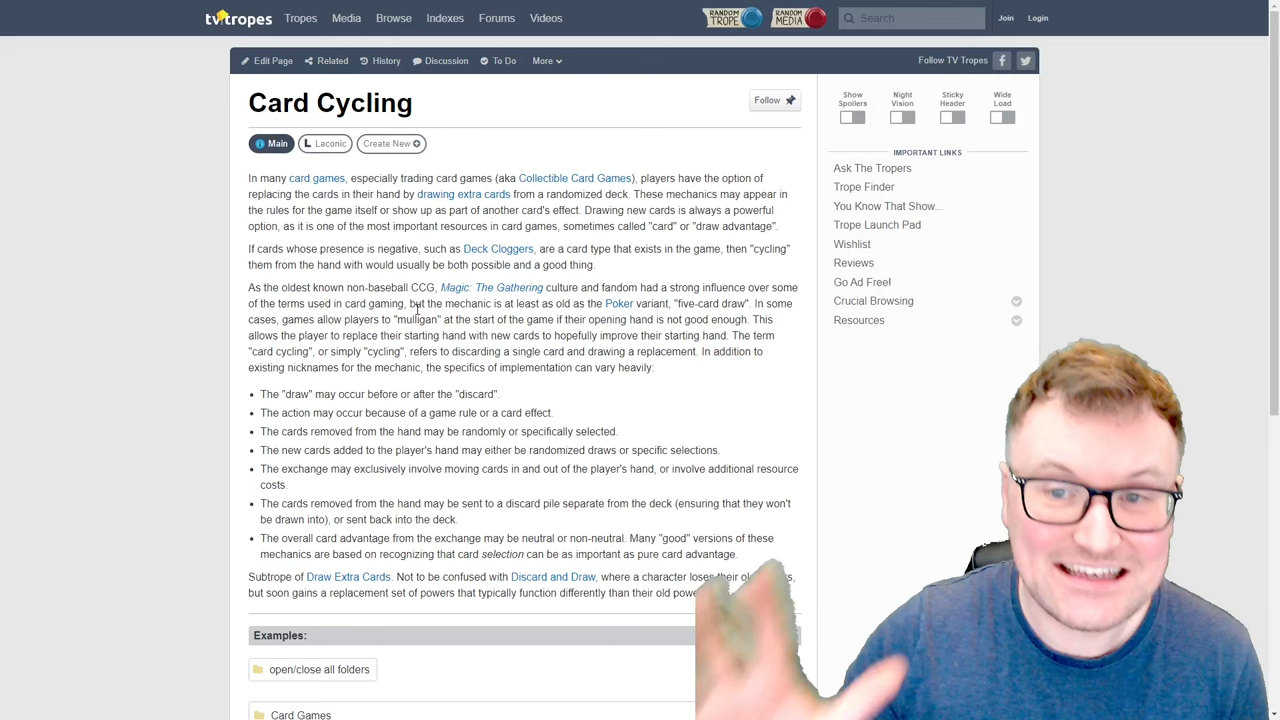 tv tropes Tropes Media Browse Indexes Forums Videos RANDOM TROPE RANDOM MEDIA Search Join Login
Edit Page Related History Discussion To Do More Follow TV Tropes
Card Cycling
Follow
Main Laconic Create New
In many card games, especially trading card games (aka Collectible Card Games), players have the option of
replacing the cards in their hand by drawing extra cards from a randomized deck. These mechanics may appear in
the rules for the game itself or show up as part of another card's effect. Drawing new cards is always a powerful
option, as it is one of the most important resources in card games, sometimes called "card" or "draw advantage".
If cards whose presence is negative, such as Deck Cloggers, are a card type that exists in the game, then "cycling"
them from the hand with would usually be both possible and a good thing.
As the oldest known non-baseball CCG, Magic: The Gathering culture and fandom had a strong influence over some
of the terms used in card gaming, but the mechanic is at least as old as the Poker variant, "five-card draw". In some
cases, games allow players to "mulligan" at the start of the game if their opening hand is not good enough. This
allows the player to replace their starting hand with new cards to hopefully improve their starting hand. The term
"card cycling", or simply "cycling", refers to discarding a single card and drawing a replacement. In addition to
existing nicknames for the mechanic, the specifics of implementation can vary heavily:
The "draw" may occur before or after the "discard".
The action may occur because of a game rule or a card effect.
The cards removed from the hand may be randomly or specifically selected.
The new cards added to the player's hand may either be randomized draws or specific selections.
The exchange may exclusively involve moving cards in and out of the player's hand, or involve additional resource
costs.
The cards removed from the hand may be sent to a discard pile separate from the deck (ensuring that they won't
be drawn into), or sent back into the deck.
The overall card advantage from the exchange may be neutral or non-neutral. Many "good" versions of these
mechanics are based on recognizing that card selection can be as important as pure card advantage.
Subtrope of Draw Extra Cards. Not to be confused with Discard and Draw, where a character loses their
but soon gains a replacement set of powers that typically function differently than their old
Examples:
open/close all folders
Card Games
Show Spoilers Night Vision Sticky Header Wide Load
IMPORTANT LINKS
Ask The Tropers
Trope Finder
You Know That Show...
Trope Launch Pad
Wishlist
Reviews
Go Ad Free!
Crucial Browsing
Resources